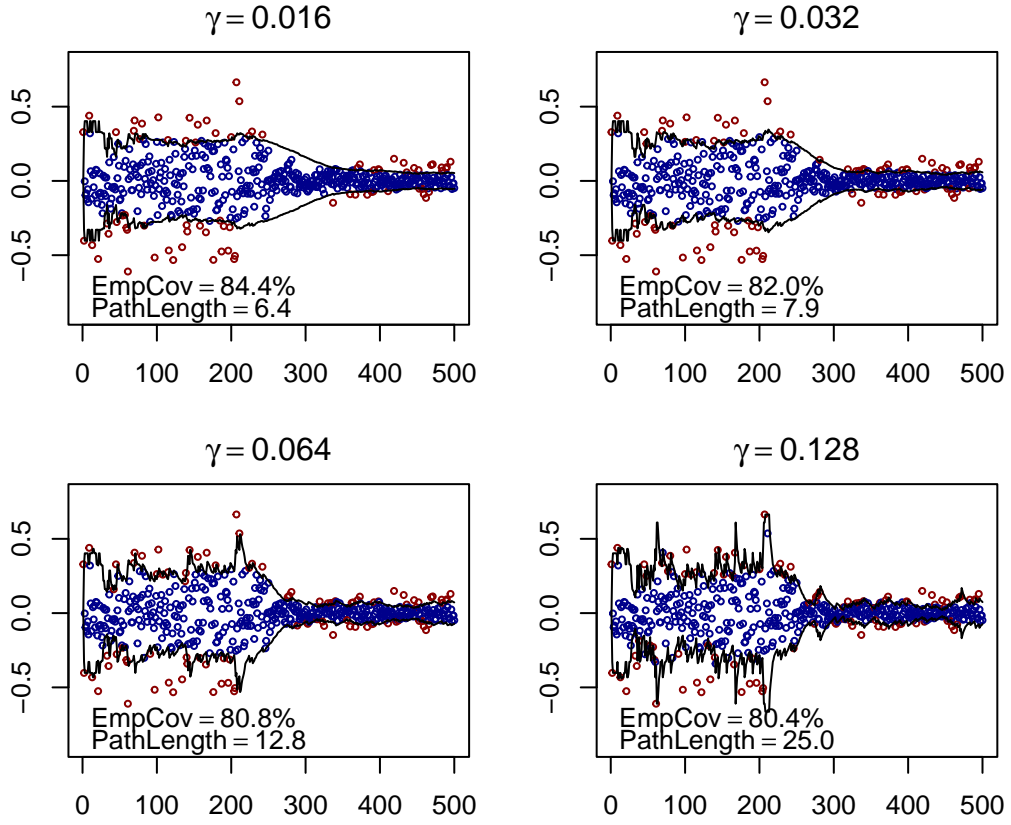 γ = 0.016
0.5
0.0
−0.5
EmpCov = 84.4%
PathLength = 6.4
0 100 200 300 400 500
γ = 0.032
0.5
0.0
−0.5
EmpCov = 82.0%
PathLength = 7.9
0 100 200 300 400 500
γ = 0.064
0.5
0.0
−0.5
EmpCov = 80.8%
PathLength = 12.8
0 100 200 300 400 500
γ = 0.128
0.5
0.0
−0.5
EmpCov = 80.4%
PathLength = 25.0
0 100 200 300 400 500